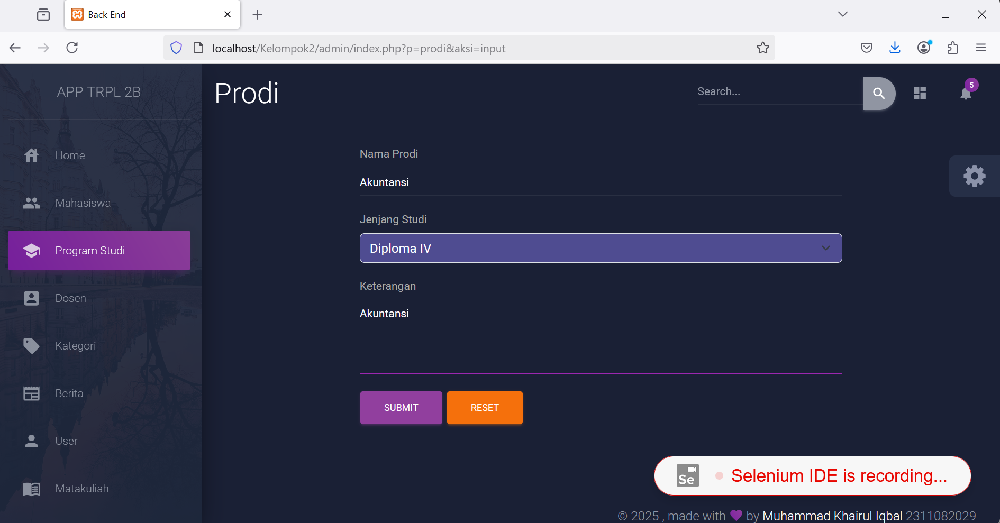 Back End
localhost/Kelompok2/admin/index.php?p=prodi&aksi=input
APP TRPL 2B
Home
Mahasiswa
Program Studi
Dosen
Kategori
Berita
User
Matakuliah
Prodi
Search...
5
Nama Prodi
Akuntansi
Jenjang Studi
Diploma IV
Keterangan
Akuntansi
SUBMIT RESET
Se Selenium IDE is recording...
© 2025 , made with by Muhammad Khairul Iqbal 2311082029